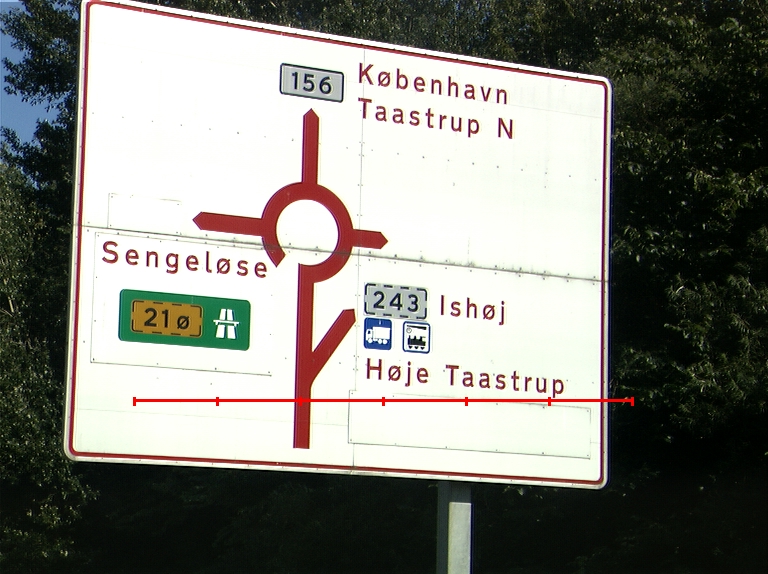 156 København
Taastrup N
Sengeløse
21ø
243 Ishøj
Høje Taastrup